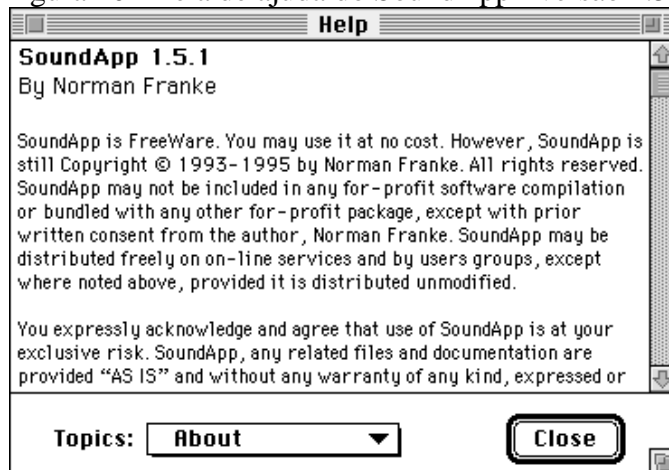 Help
SoundApp 1.5.1
By Norman Franke
SoundApp is FreeWare. You may use it at no cost. However, SoundApp is
still Copyright © 1993-1995 by Norman Franke. All rights reserved.
SoundApp may not be included in any for-profit software compilation
or bundled with any other for-profit package, except with prior
written consent from the author, Norman Franke. SoundApp may be
distributed freely on on-line services and by users groups, except
where noted above, provided it is distributed unmodified.
You expressly acknowledge and agree that use of SoundApp is at your
exclusive risk. SoundApp, any related files and documentation are
provided “AS IS” and without any warranty of any kind, expressed or
Topics: About
Close